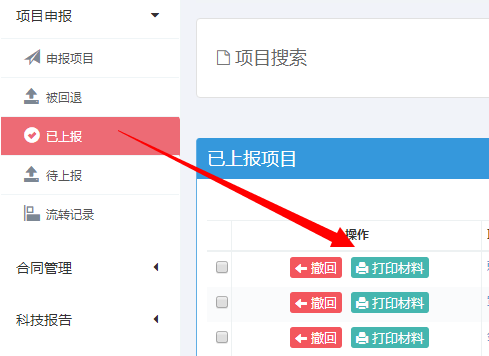 项目申报
申报项目
被回退
已上报
待上报
流转记录
合同管理
科技报告
项目搜索
已上报项目
操作
撤回 打印材料
撤回 打印材料
撤回 打印材料